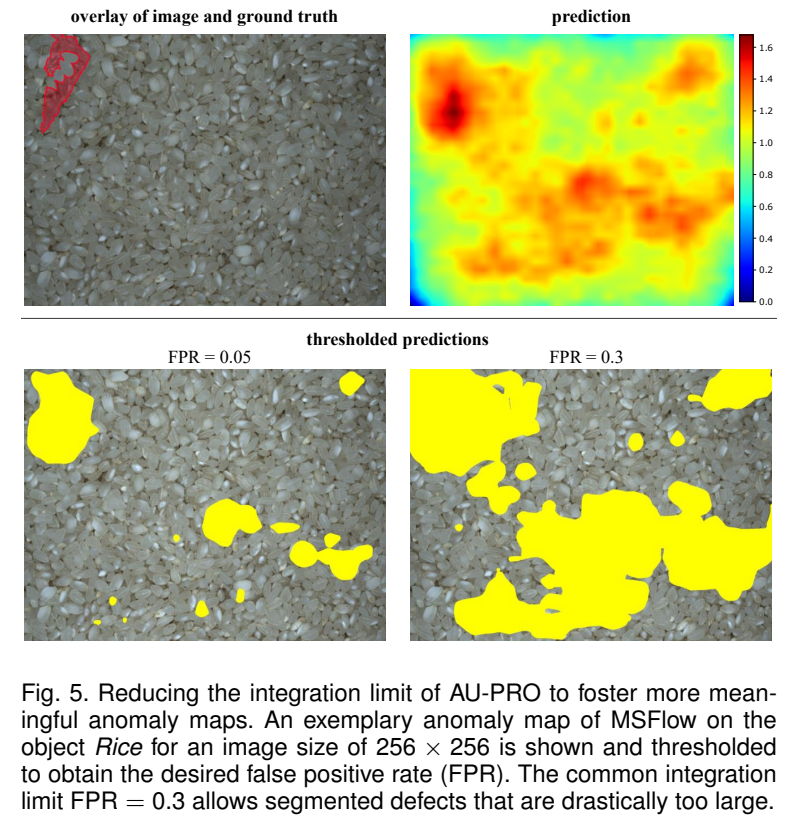 overlay of image and ground truth
prediction
1.6
1.4
1.2
1.0
0.8
0.6
0.4
0.2
0.0
thresholded predictions
FPR = 0.05
FPR = 0.3
Fig. 5. Reducing the integration limit of AU-PRO to foster more mean-
ingful anomaly maps. An exemplary anomaly map of MSFlow on the
object Rice for an image size of 256 × 256 is shown and thresholded
to obtain the desired false positive rate (FPR). The common integration
limit FPR = 0.3 allows segmented defects that are drastically too large.